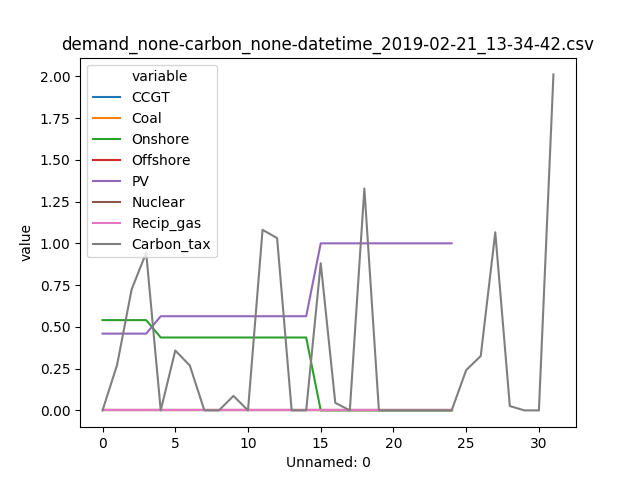 demand_none-carbon_none-datetime_2019-02-21_13-34-42.csv
2.00
1.75
1.50
1.25
1.00
0.75
0.50
0.25
0.00
value
variable
CCGT
Coal
Onshore
Offshore
PV
Nuclear
Recip_gas
Carbon_tax
0 5 10 15 20 25 30
Unnamed: 0